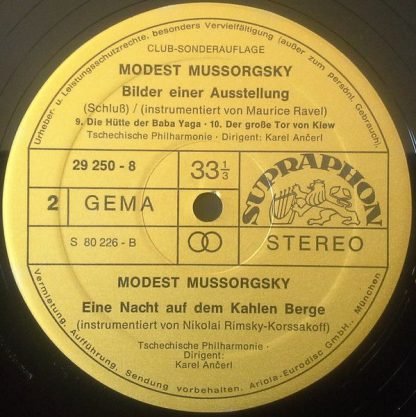 Urheber- u. Leistungsschutzrechte, besonders Vervielfältigung (außer zum persönl. Gebrauch),
CLUB-SONDERAUFLAGE
MODEST MUSSORGSKY
Bilder einer Ausstellung
(Schluß) / (instrumentiert von Maurice Ravel)
9. Die Hütte der Baba Yaga · 10. Der große Tor von Kiew
Tschechische Philharmonie · Dirigent: Karel Ančerl
29 250 - 8
33 1/3
SUPRAPHON
2 GEMA
S 80 226 - B
STEREO
MODEST MUSSORGSKY
Eine Nacht auf dem Kahlen Berge
(instrumentiert von Nikolai Rimsky-Korssakoff)
Tschechische Philharmonie ·
Dirigent:
Karel Ančerl
Vermietung, Aufführung, Sendung vorbehalten. Ariola-Eurodisc GmbH., München